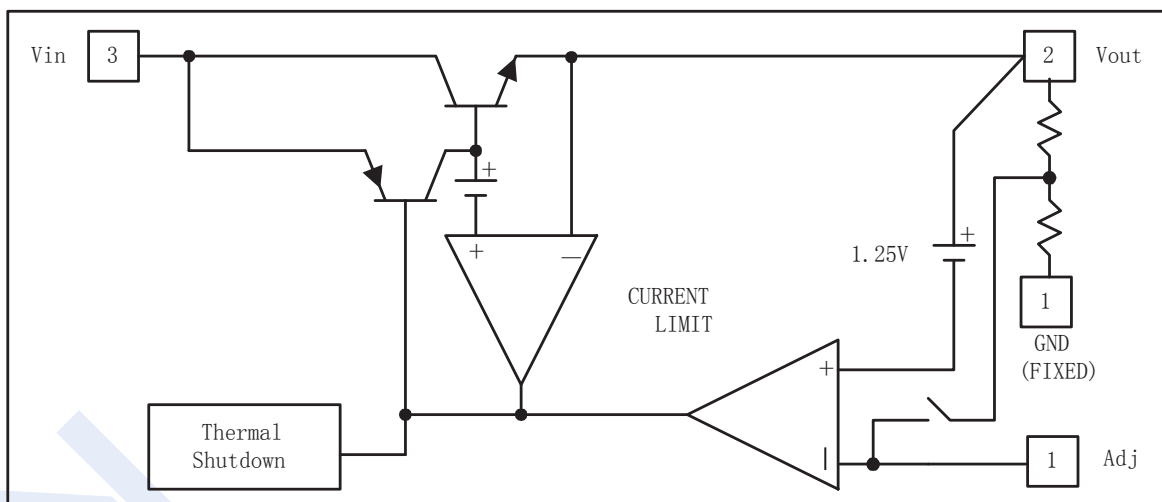 Vin
3
2
Vout
+
+
—
+
1.25V
CURRENT
LIMIT
1
GND
(FIXED)
+
—
Thermal
Shutdown
1
Adj